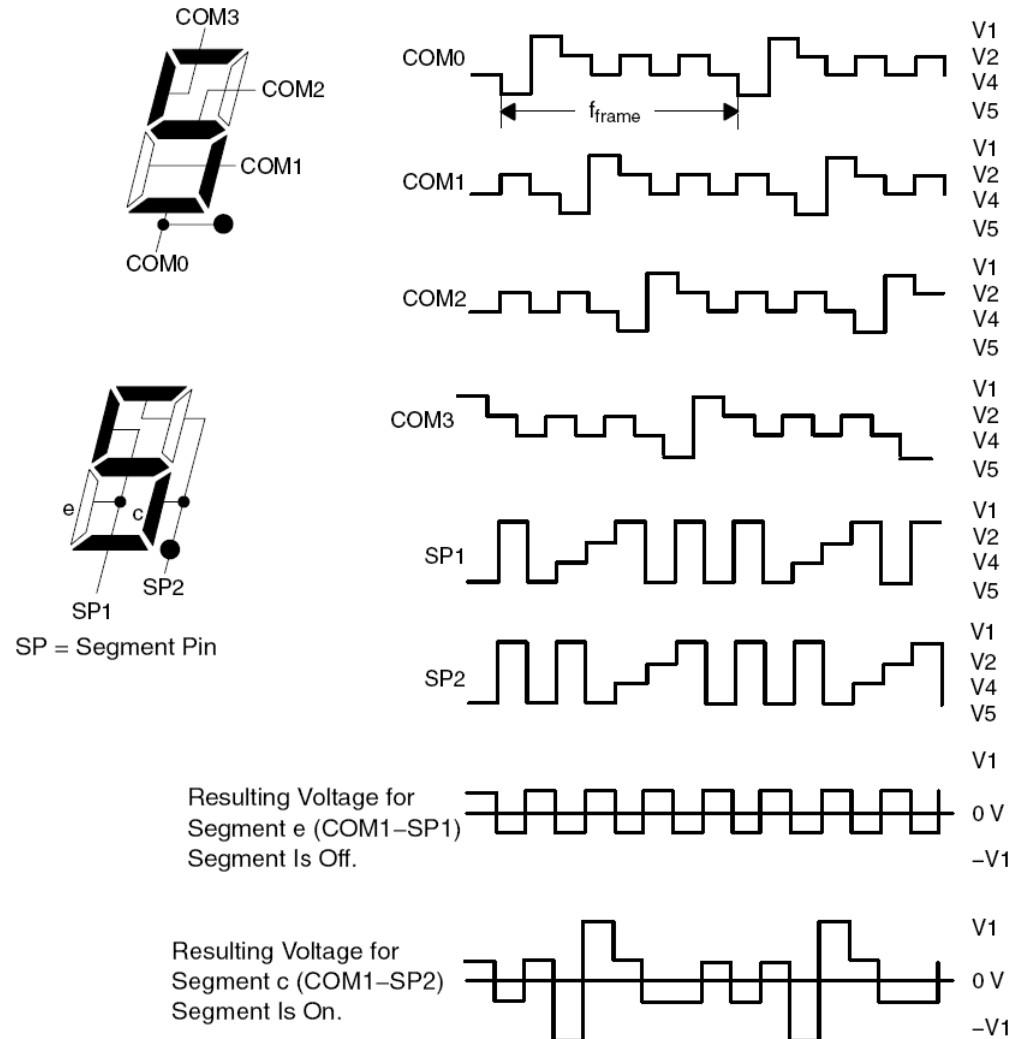 COM3
COM2
COM1
COM0
e
c
SP2
SP1
SP = Segment Pin
COM0
f frame
V1
V2
V4
V5
COM1
V1
V2
V4
V5
COM2
V1
V2
V4
V5
COM3
V1
V2
V4
V5
SP1
V1
V2
V4
V5
SP2
V1
V2
V4
V5
Resulting Voltage for
Segment e (COM1–SP1)
Segment Is Off.
V1
0 V
–V1
Resulting Voltage for
Segment c (COM1–SP2)
Segment Is On.
V1
0 V
–V1